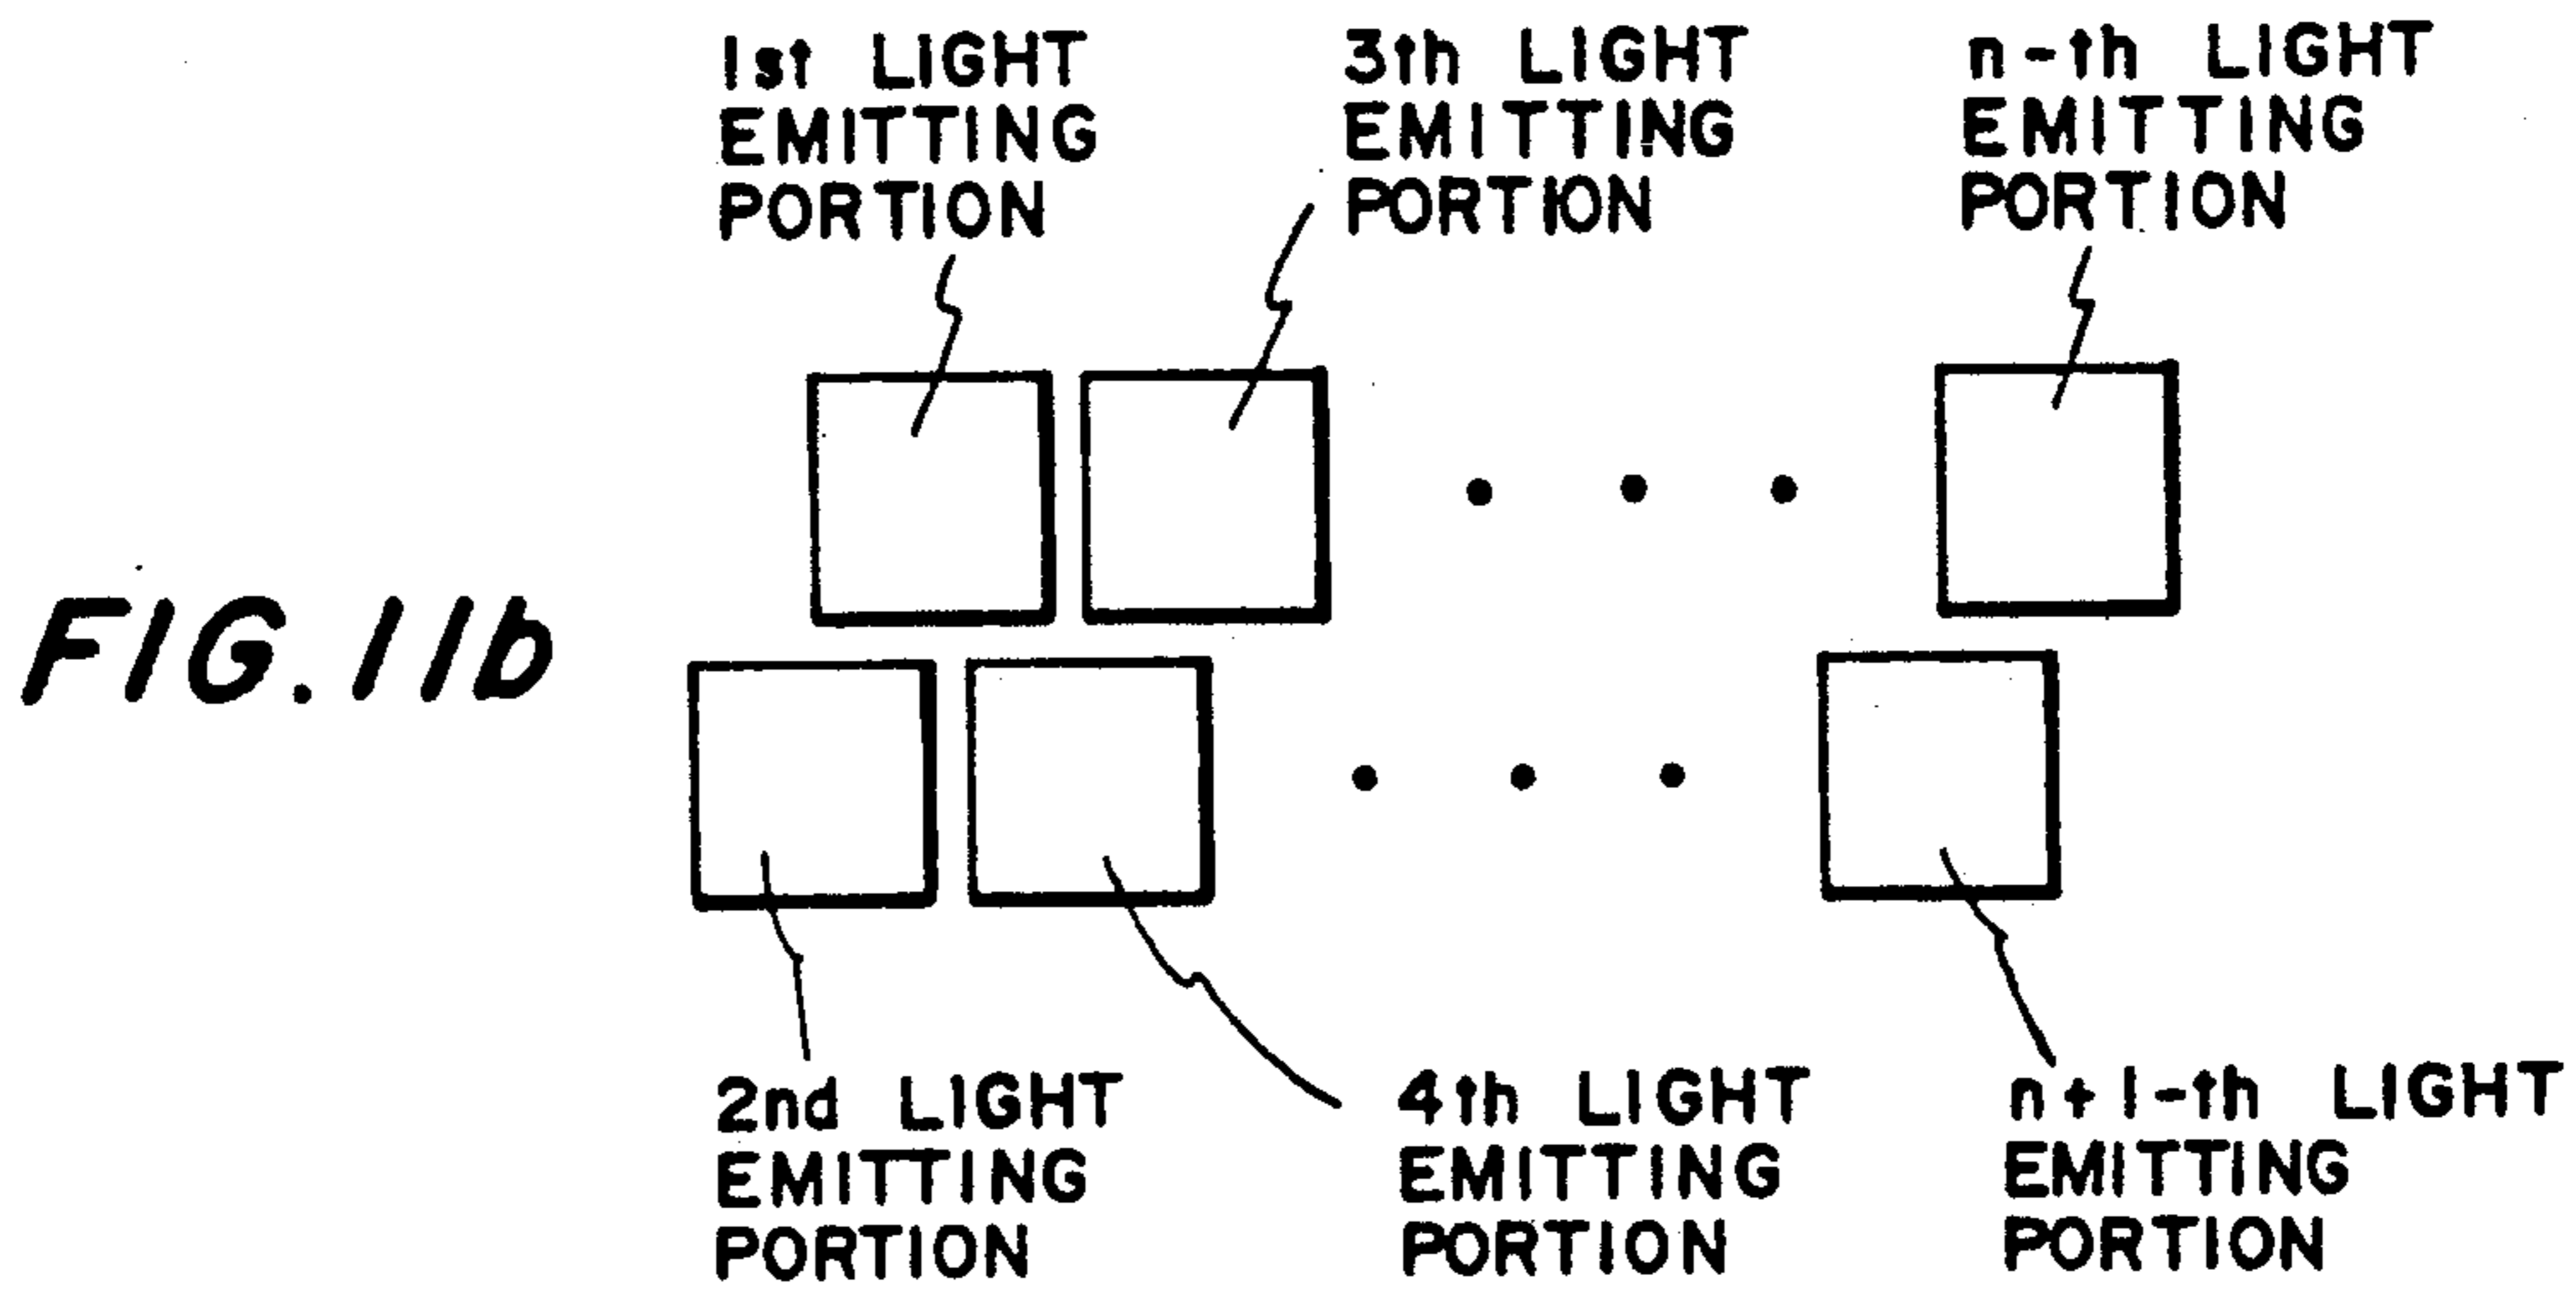 1st LIGHT
EMITTING
PORTION
3th LIGHT
EMITTING
PORTION
n-th LIGHT
EMITTING
PORTION
FIG. 11b
2nd LIGHT
EMITTING
PORTION
4th LIGHT
EMITTING
PORTION
n+1-th LIGHT
EMITTING
PORTION